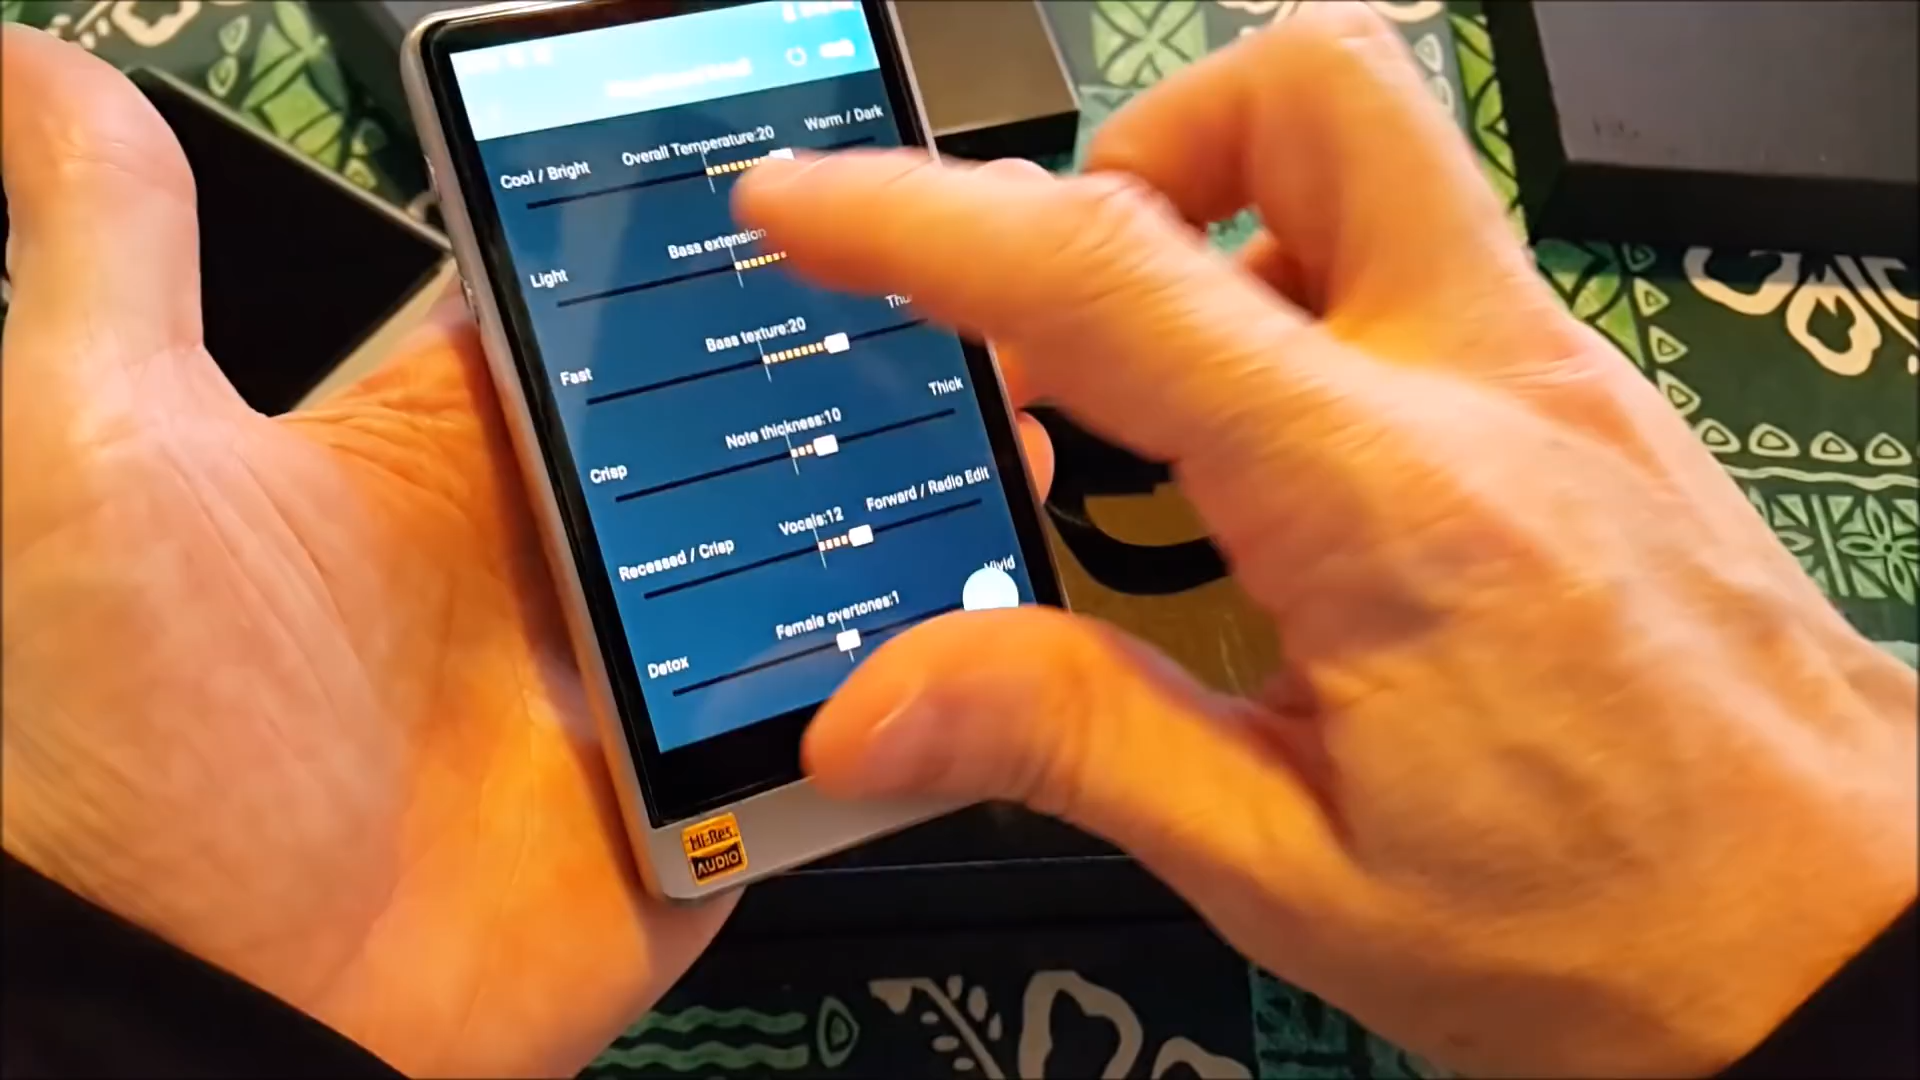 Overall Temperature:20
Warm / Dark
Cool / Bright
Bass extension
Light
Bass texture:20
Fast
Note thickness:10
Thick
Crisp
Vocals:12
Forward / Radio Edit
Recessed / Crisp
Female overtones:1
Vivid
Detox
Hi-Res
AUDIO